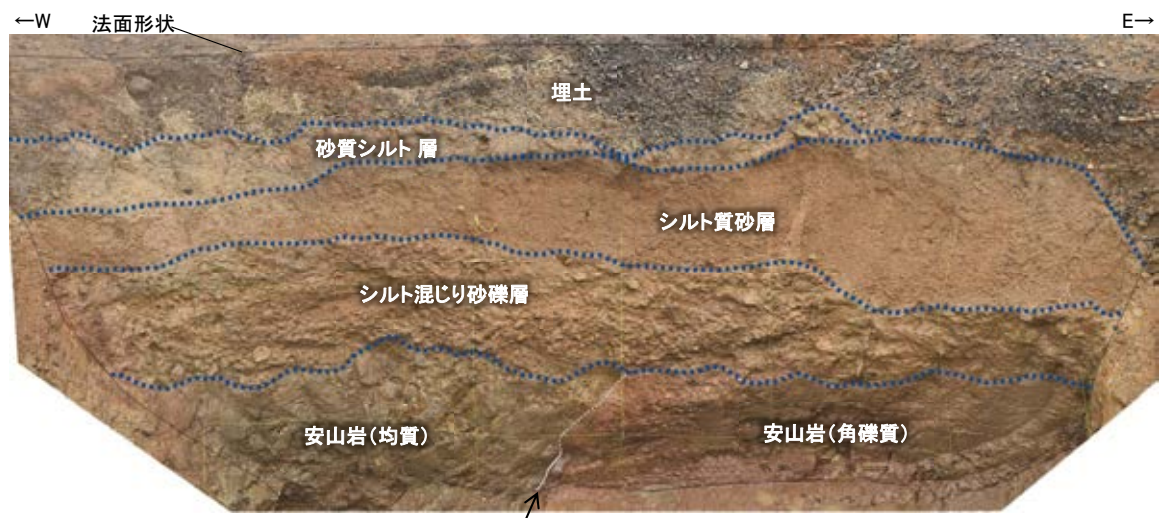 ←W
法面形状
E→
埋土
砂質シルト 層
シルト質砂層
シルト混じり砂礫層
安山岩(均質)
安山岩(角礫質)